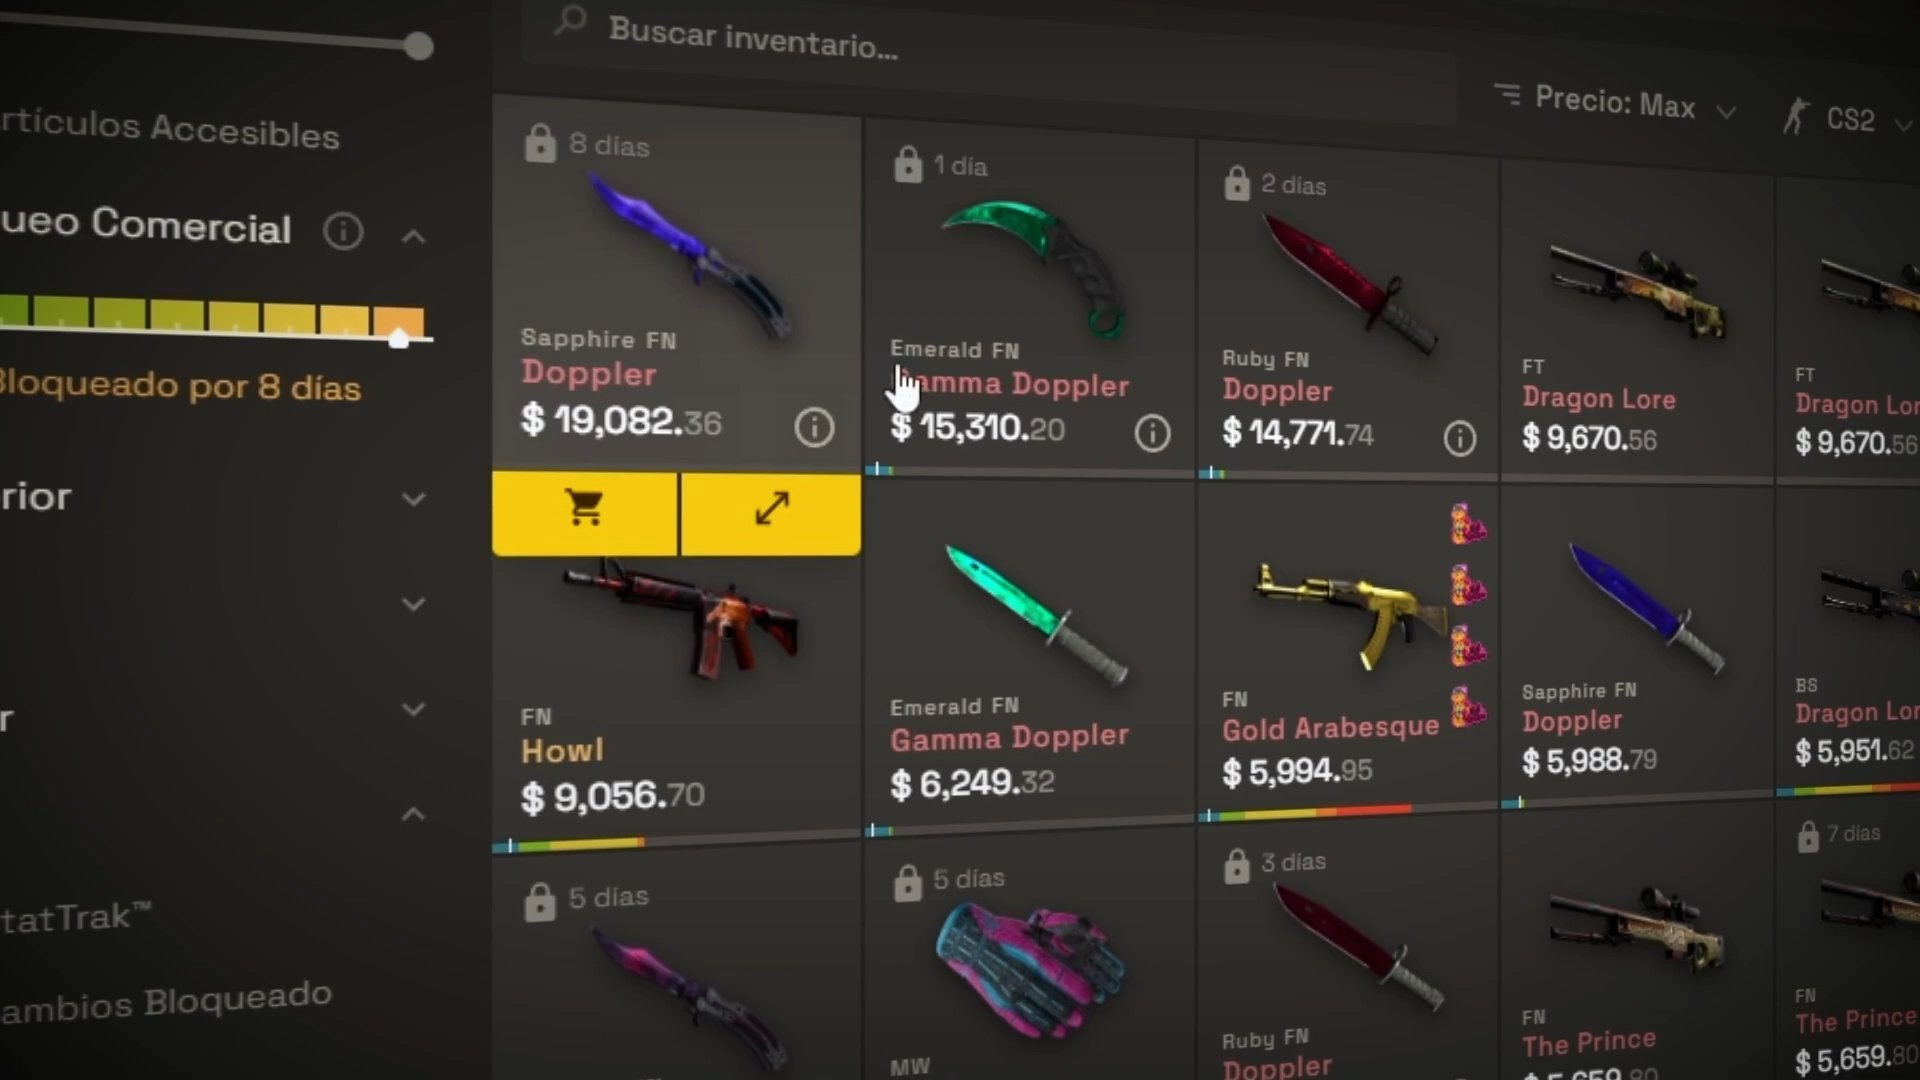 Buscar inventario...
Precio: Max
CS2
rtículos Accesibles
ueo Comercial
Bloqueado por 8 días
rior
r
tatTrak™
ambios Bloqueado
8 días
Sapphire FN
Doppler
$ 19,082.36
1 día
Emerald FN
amma Doppler
$ 15,310.20
2 días
Ruby FN
Doppler
$ 14,771.74
FT
Dragon Lore
$ 9,670.56
FT
Dragon Lor
$ 9,670.56
FN
Howl
$ 9,056.70
Emerald FN
Gamma Doppler
$ 6,249.32
FN
Gold Arabesque
$ 5,994.95
Sapphire FN
Doppler
$ 5,988.79
BS
Dragon Lor
$ 5,951.62
5 días
5 días
MW
3 días
Ruby FN
Doppler
FN
The Prince
$ 5,659.80
7 días
FN
The Prince
$ 5,659.80